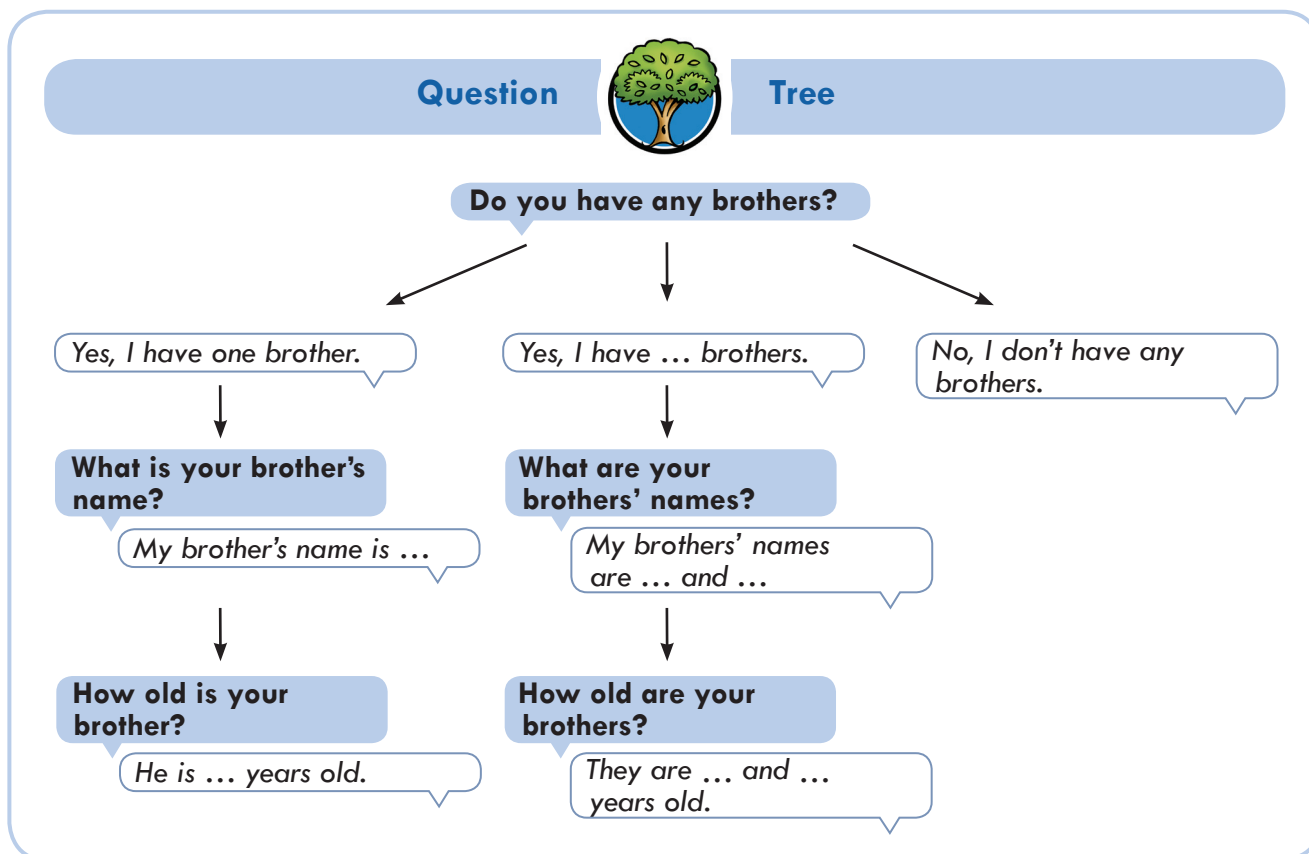 Question Tree
Do you have any brothers?
Yes, I have one brother.
Yes, I have … brothers.
No, I don't have any
brothers.
What is your brother’s
name?
My brother’s name is …
What are your
brothers’ names?
My brothers’ names
are … and …
How old is your
brother?
He is … years old.
How old are your
brothers?
They are … and …
years old.